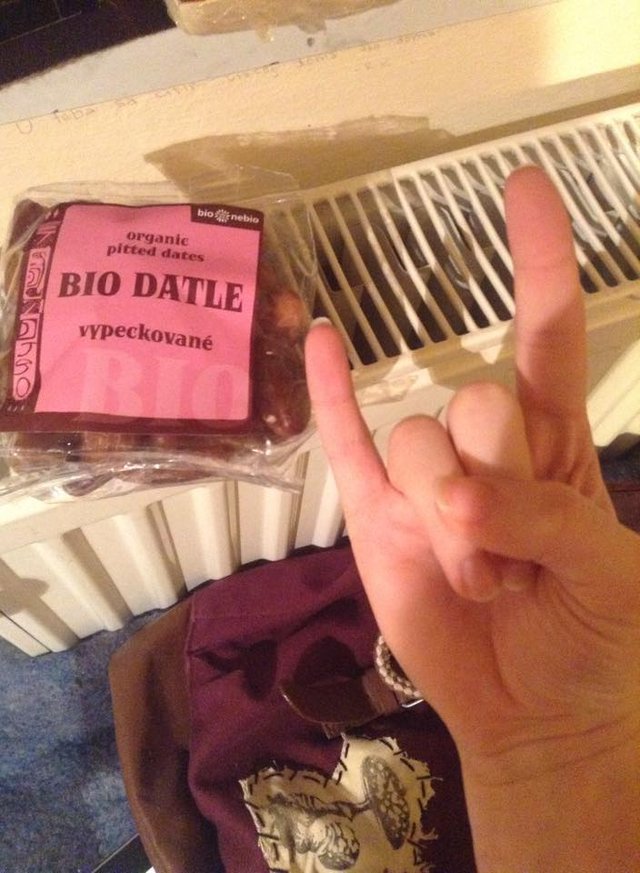 bio nebio
organic
pitted dates
BIO DATLE
vypeckované
BIO